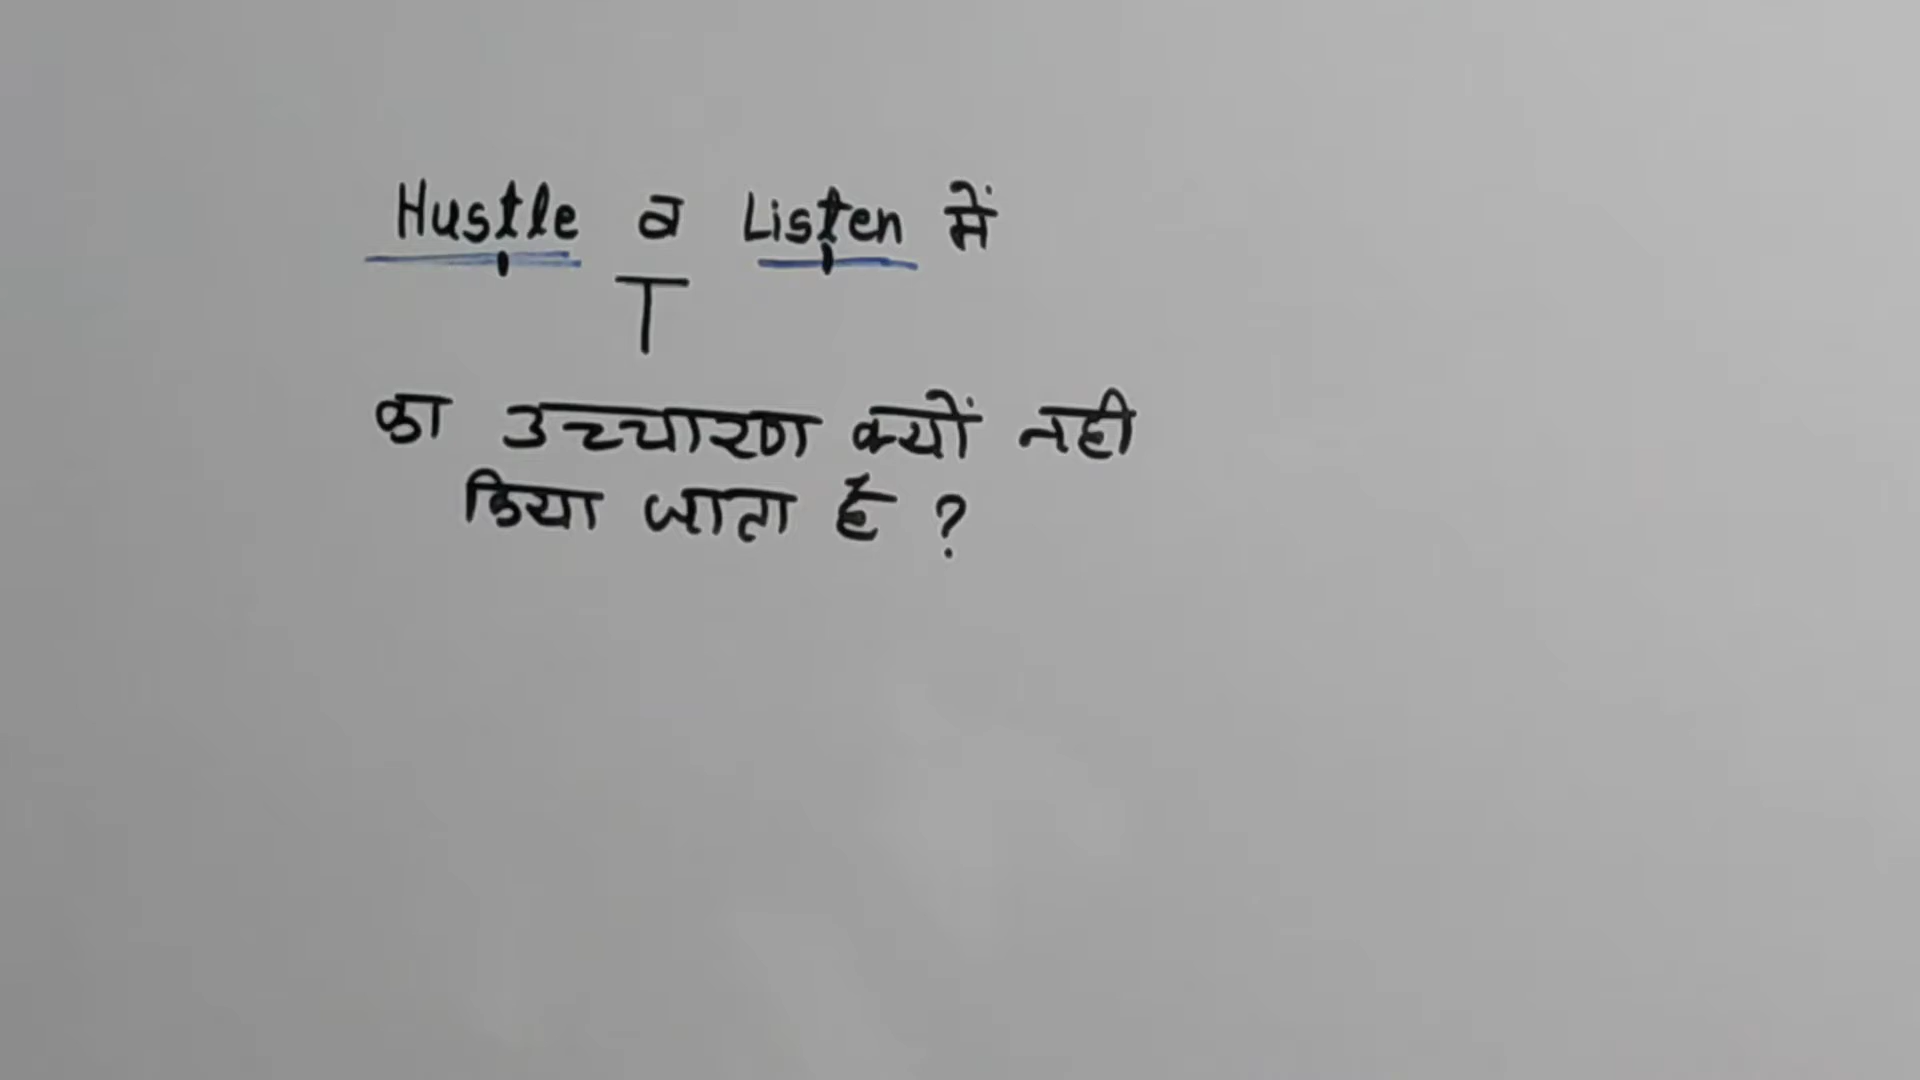 Hustle व Listen में
T
का उच्चारण क्यों नही
किया जाता है ?